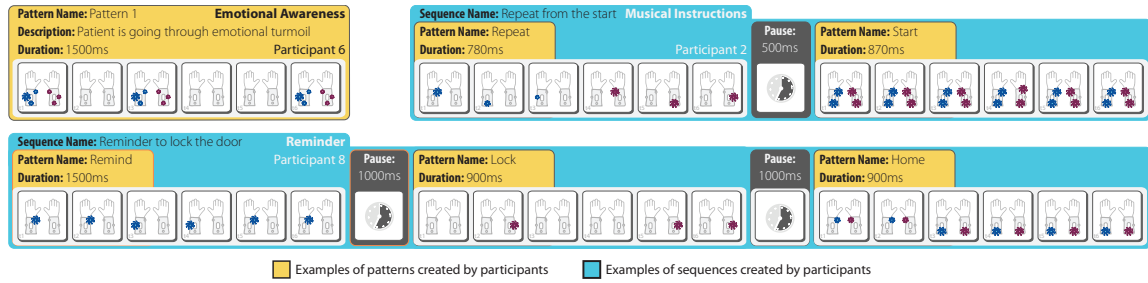 Pattern Name: Pattern 1 Emotional Awareness
Description: Patient is going through emotional turmoil
Duration: 1500ms Participant 6
Sequence Name: Repeat from the start Musical Instructions
Pattern Name: Repeat
Duration: 780ms Participant 2
Pause:
500ms
Pattern Name: Start
Duration: 870ms
Sequence Name: Reminder to lock the door Reminder
Pattern Name: Remind Participant 8
Duration: 1500ms
Pause:
1000ms
Pattern Name: Lock
Duration: 900ms
Pause:
1000ms
Pattern Name: Home
Duration: 900ms
Examples of patterns created by participants
Examples of sequences created by participants